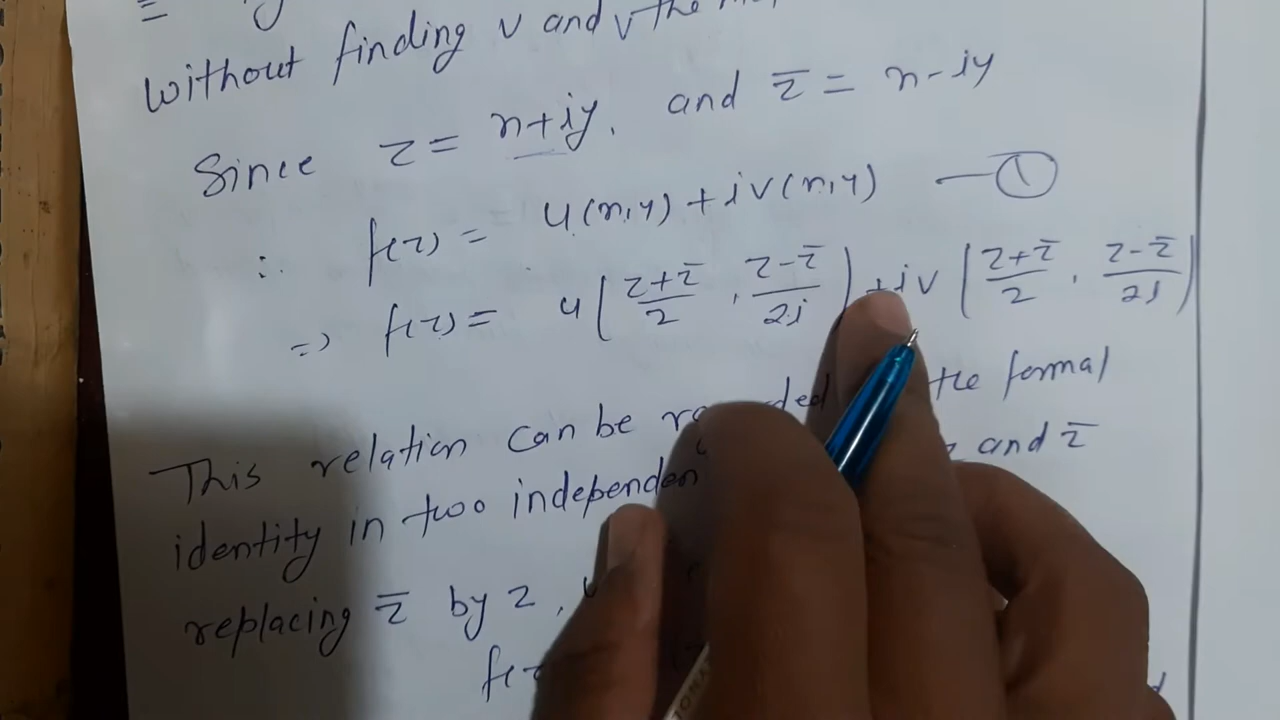 without finding v and v the
Since z = x+iy. and z̅ = x-iy
∴ f(z) = u(x,y) + iv(x,y) —①
=> f(z) = u(z+z̅/2 , z-z̅/2i) + iv(z+z̅/2 , z-z̅/2i)
This relation can be the formal
identity in two independen and z̅
replacing z̅ by z,